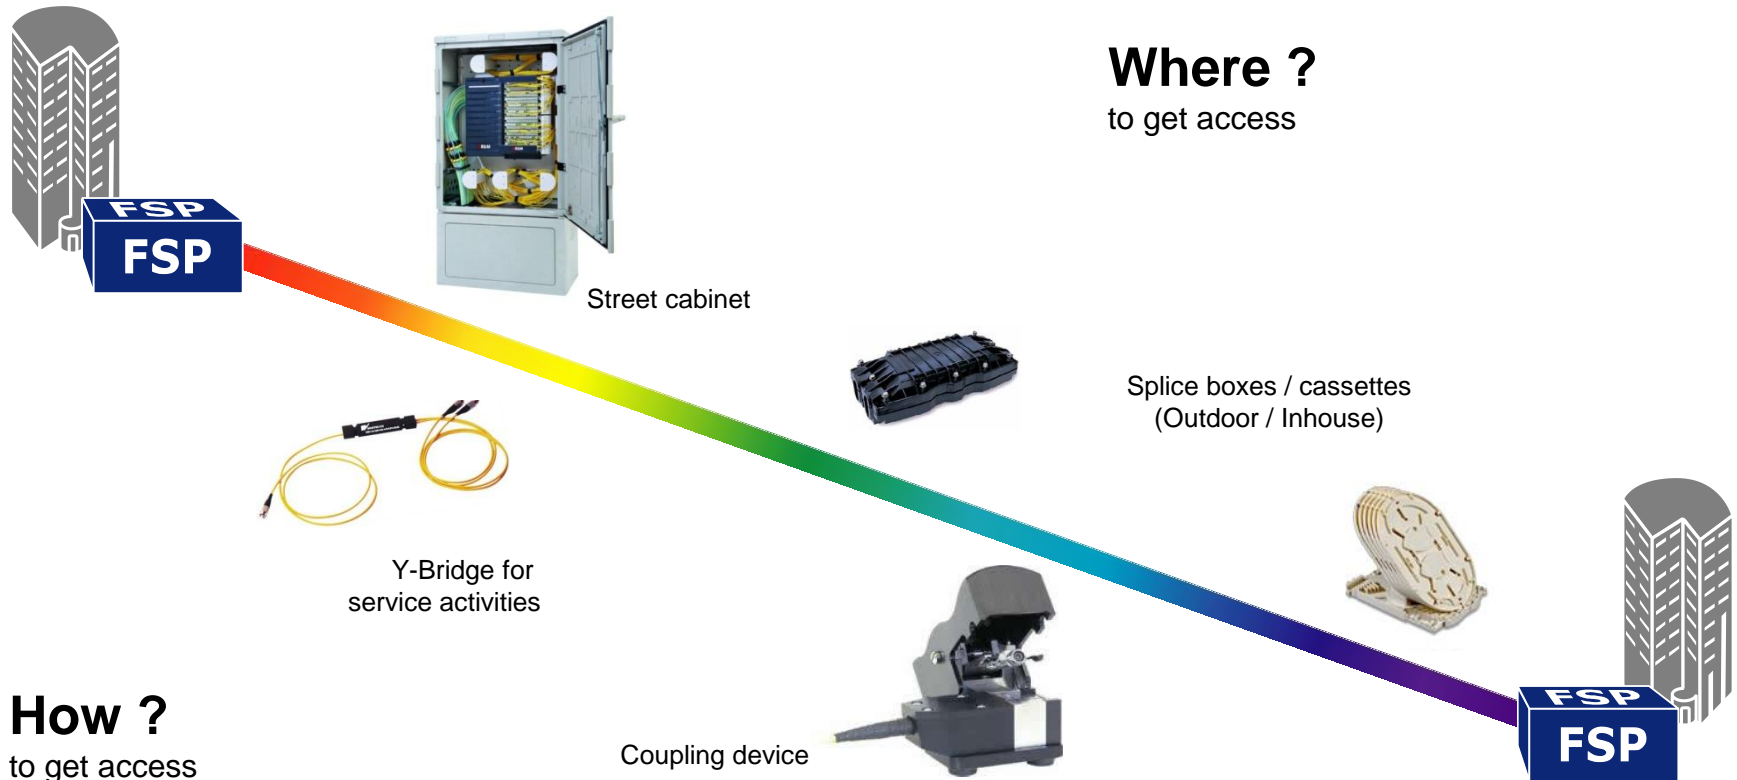 Where ?
to get access
FSP
FSP
Street cabinet
Splice boxes / cassettes
(Outdoor / Inhouse)
Y-Bridge for
service activities
How ?
to get access
Coupling device
FSP
FSP